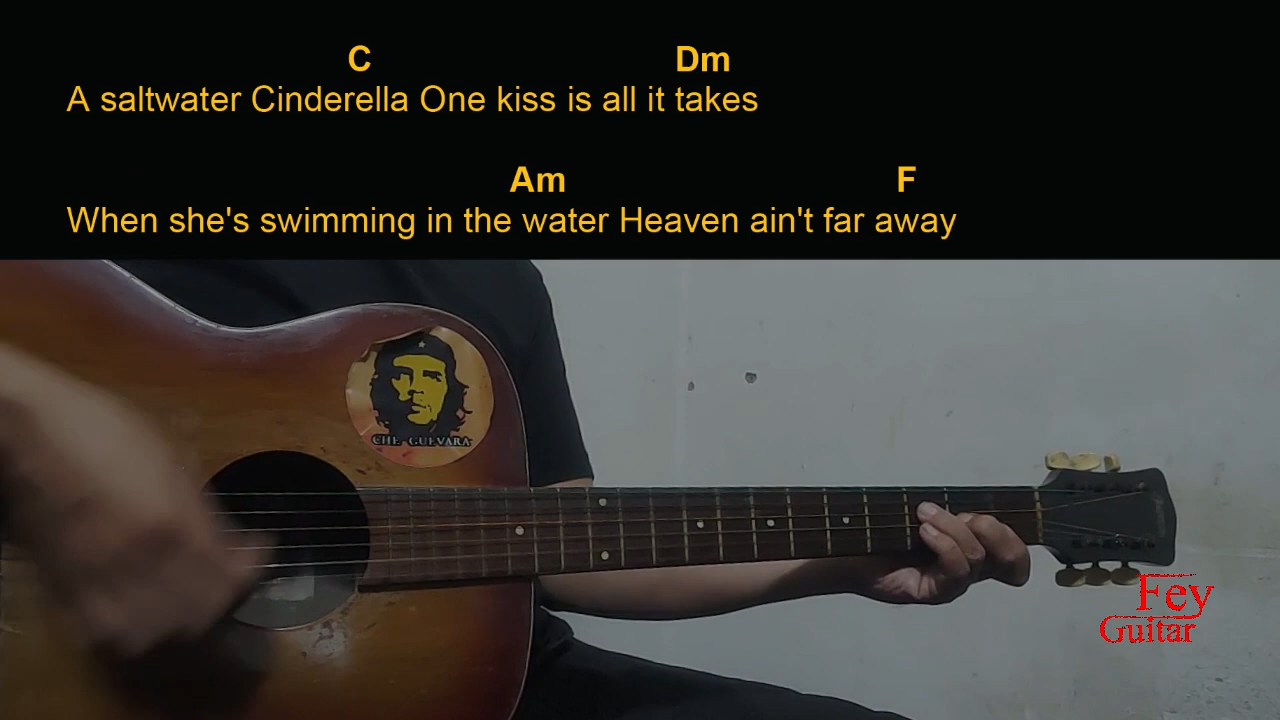 C Dm
A saltwater Cinderella One kiss is all it takes
Am F
When she's swimming in the water Heaven ain't far away
CHE GUEVARA
Fey
Guitar